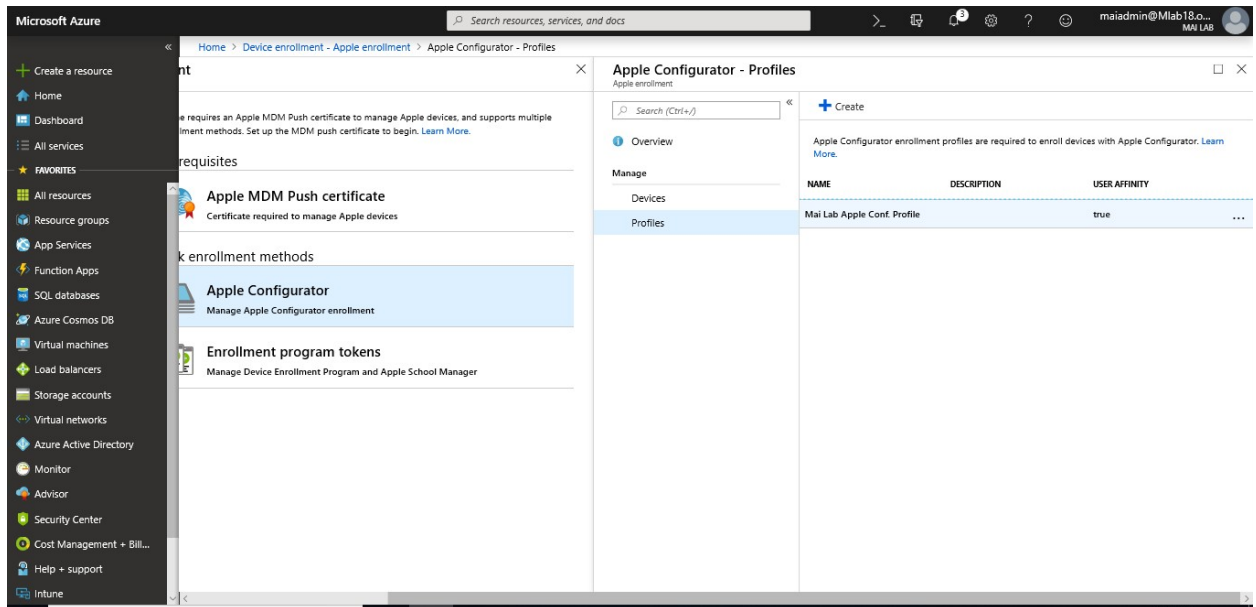 Microsoft Azure
Search resources, services, and docs
3
maiadmin@Mlab18.o...
MAI LAB
Home > Device enrollment - Apple enrollment > Apple Configurator - Profiles
Create a resource
Home
Dashboard
All services
FAVORITES
All resources
Resource groups
App Services
Function Apps
SQL databases
Azure Cosmos DB
Virtual machines
Load balancers
Storage accounts
Virtual networks
Azure Active Directory
Monitor
Advisor
Security Center
Cost Management + Bill...
Help + support
Intune
nt
e requires an Apple MDM Push certificate to manage Apple devices, and supports multiple
lment methods. Set up the MDM push certificate to begin. Learn More.
requisites
Apple MDM Push certificate
Certificate required to manage Apple devices
k enrollment methods
Apple Configurator
Manage Apple Configurator enrollment
Enrollment program tokens
Manage Device Enrollment Program and Apple School Manager
Apple Configurator - Profiles
Apple enrollment
Search (Ctrl+/)
Overview
Manage
Devices
Profiles
Create
Apple Configurator enrollment profiles are required to enroll devices with Apple Configurator. Learn
More.
NAME DESCRIPTION USER AFFINITY
Mai Lab Apple Conf. Profile true ...